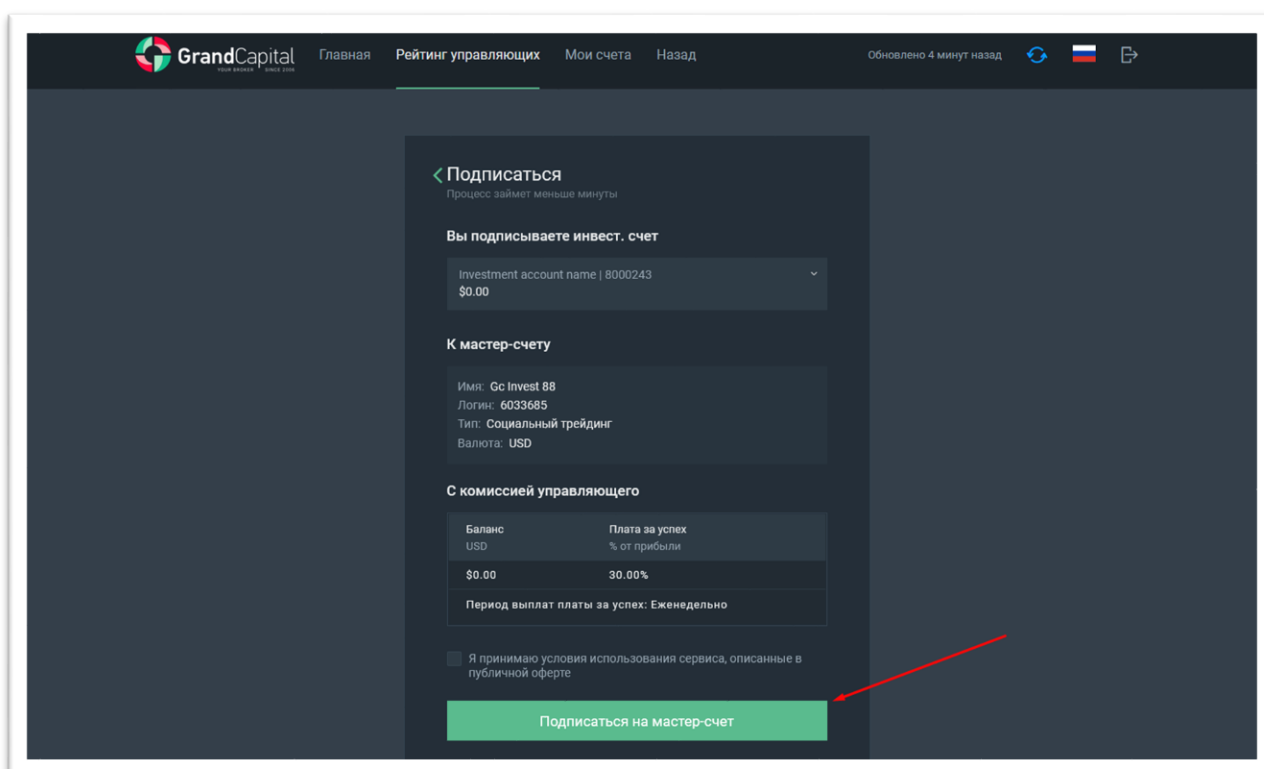 GrandCapital
YOUR BROKER SINCE 2006
Главная
Рейтинг управляющих
Мои счета
Назад
Обновлено 4 минут назад
Подписаться
Процесс займет меньше минуты
Вы подписываете инвест. счет
Investment account name | 8000243
$0.00
К мастер-счету
Имя: Gc Invest 88
Логин: 6033685
Тип: Социальный трейдинг
Валюта: USD
С комиссией управляющего
Баланс Плата за успех
USD % от прибыли
$0.00 30.00%
Период выплат платы за успех: Еженедельно
Я принимаю условия использования сервиса, описанные в
публичной оферте
Подписаться на мастер-счет